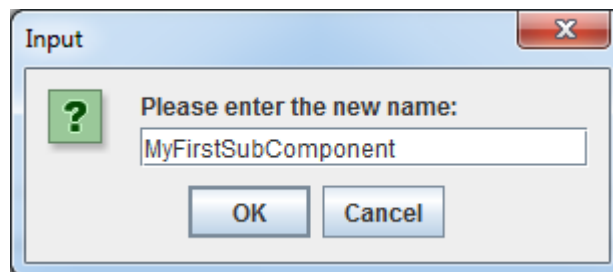 Input
Please enter the new name:
MyFirstSubComponent
OK Cancel